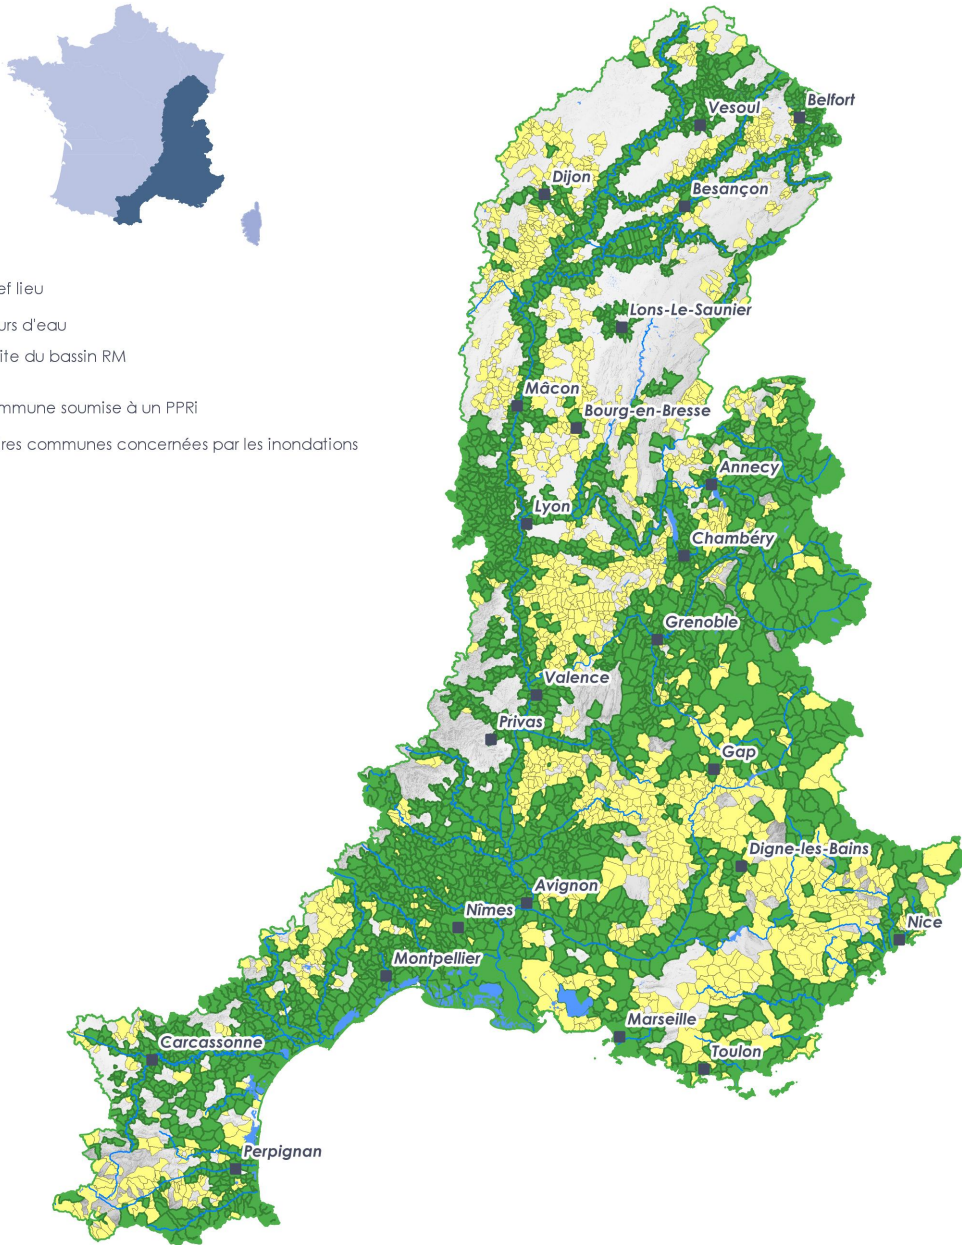 ef lieu
urs d'eau
ite du bassin RM
mmune soumise à un PPRi
res communes concernées par les inondations
Vesoul
Belfort
Dijon
Besançon
Lons-Le-Saunier
Mâcon
Bourg-en-Bresse
Annecy
Lyon
Chambéry
Grenoble
Valence
Privas
Gap
Digne-les-Bains
Avignon
Nîmes
Nice
Montpellier
Marseille
Carcassonne
Toulon
Perpignan